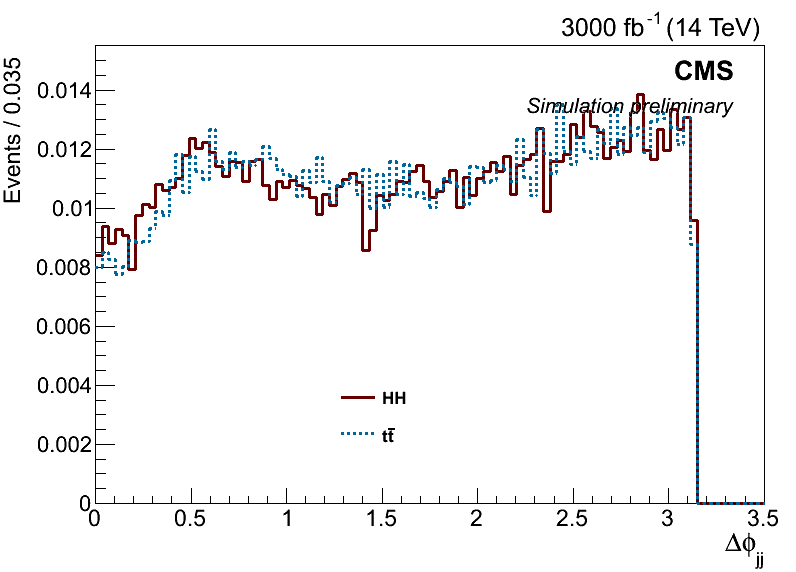 3000 fb⁻¹ (14 TeV)
CMS
Simulation preliminary
Events / 0.035
0.014
0.012
0.01
0.008
0.006
0.004
0.002
0
HH
tt̄
0 0.5 1 1.5 2 2.5 3 3.5
Δϕjj